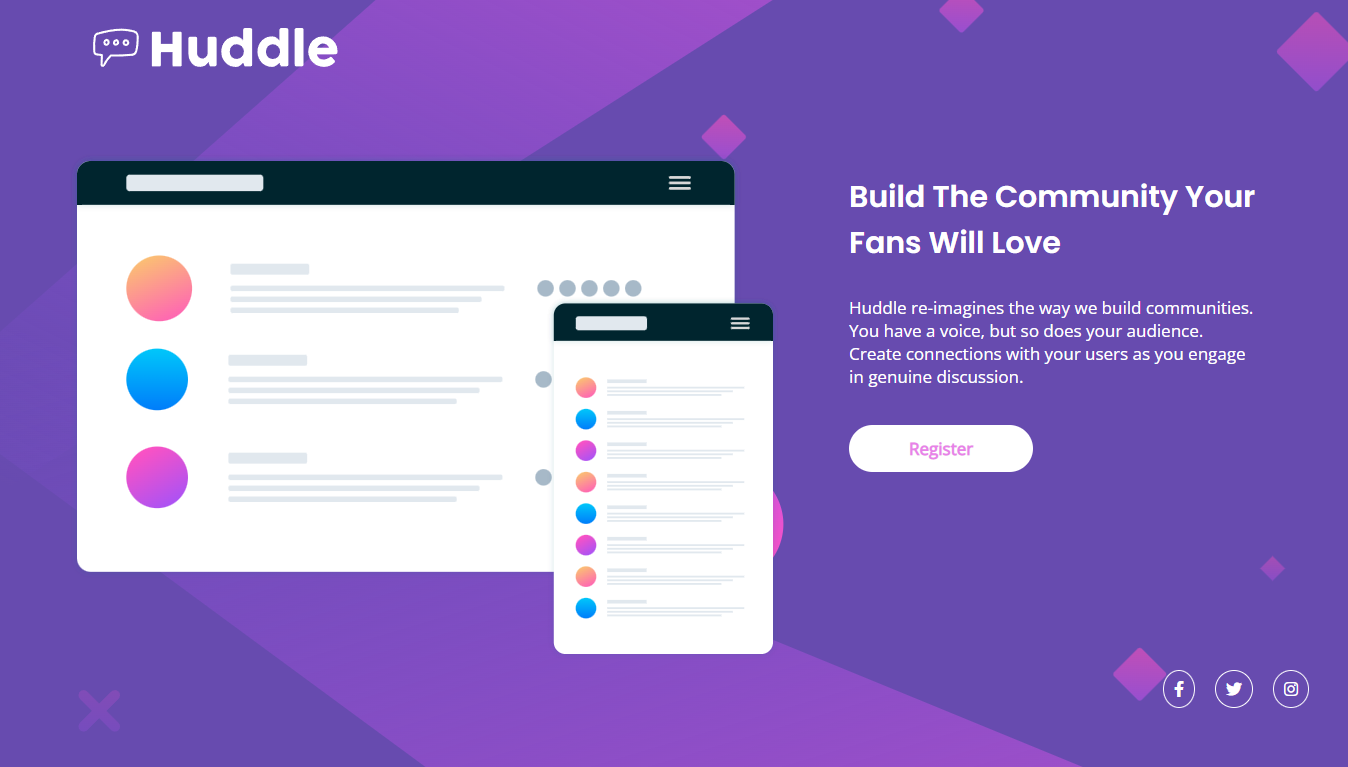 Huddle
Build The Community Your
Fans Will Love
Huddle re-imagines the way we build communities.
You have a voice, but so does your audience.
Create connections with your users as you engage
in genuine discussion.
Register